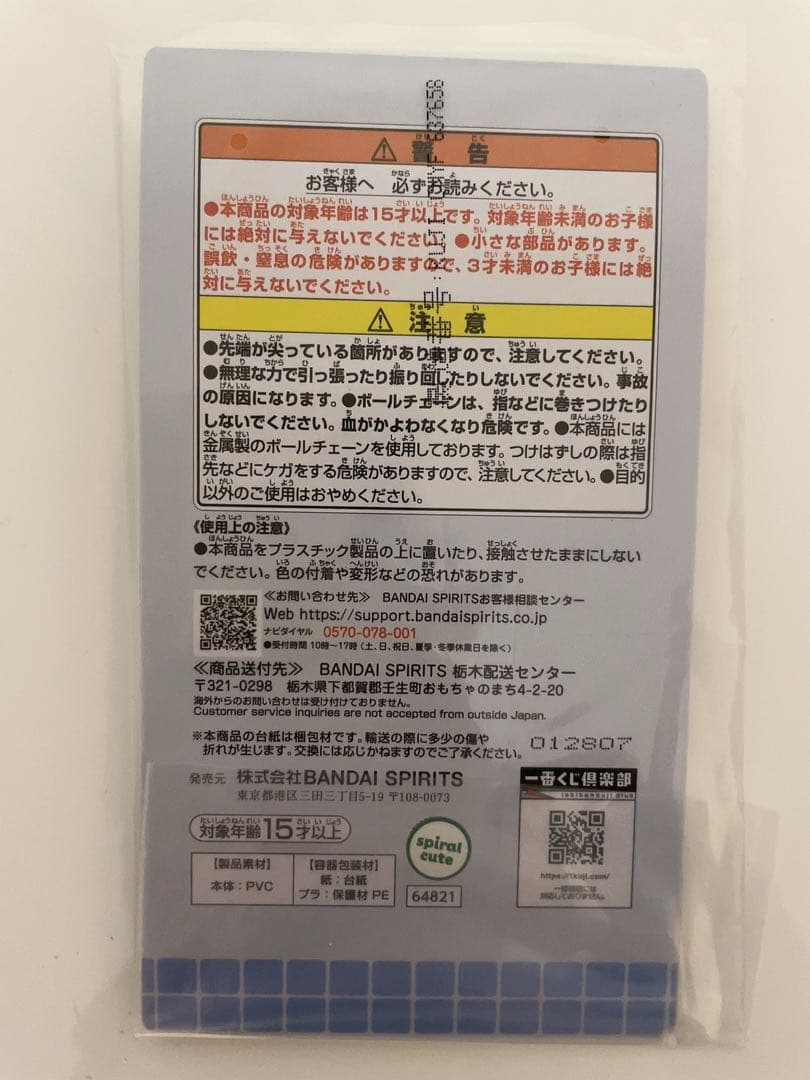 警告
お客様へ 必ずお読みください。
●本商品の対象年齢は15才以上です。対象年齢未満のお子様
には絶対に与えないでください。●小さな部品があります。
誤飲・窒息の危険がありますので、3才未満のお子様には絶
対に与えないでください。
注意
●先端が尖っている箇所がありますので、注意してください。
●無理な力で引っ張ったり振り回したりしないでください。事故
の原因になります。●ボールチェーンは、指などに巻きつけたり
しないでください。血がかよわなくなり危険です。●本商品には
金属製のボールチェーンを使用しております。つけはずしの際は指
先などにケガをする危険がありますので、注意してください。●目的
以外のご使用はおやめください。
《使用上の注意》
●本商品をプラスチック製品の上に置いたり、接触させたままにしない
でください。色の付着や変形などの恐れがあります。
≪お問い合わせ先≫ BANDAI SPIRITSお客様相談センター
Web https://support.bandaispirits.co.jp
ナビダイヤル 0570-078-001
●受付時間 10時～17時(土、日、祝日、夏季・冬季休業日を除く)
≪商品送付先≫ BANDAI SPIRITS 栃木配送センター
〒321-0298 栃木県下都賀郡壬生町おもちゃのまち4-2-20
海外からのお問い合わせは受け付けておりません。
Customer service inquiries are not accepted from outside Japan.
※本商品の台紙は梱包材です。輸送の際に多少の傷や
折れが生じます。交換には応じかねますのでご了承ください。
012807
発売元 株式会社BANDAI SPIRITS
東京都港区三田三丁目5-19 〒108-0073
対象年齢15才以上
【製品素材】
本体:PVC
【容器包装材】
紙:台紙
プラ:保護材 PE
spiral
cute
64821
一番くじ倶楽部
https://1kuji.com/